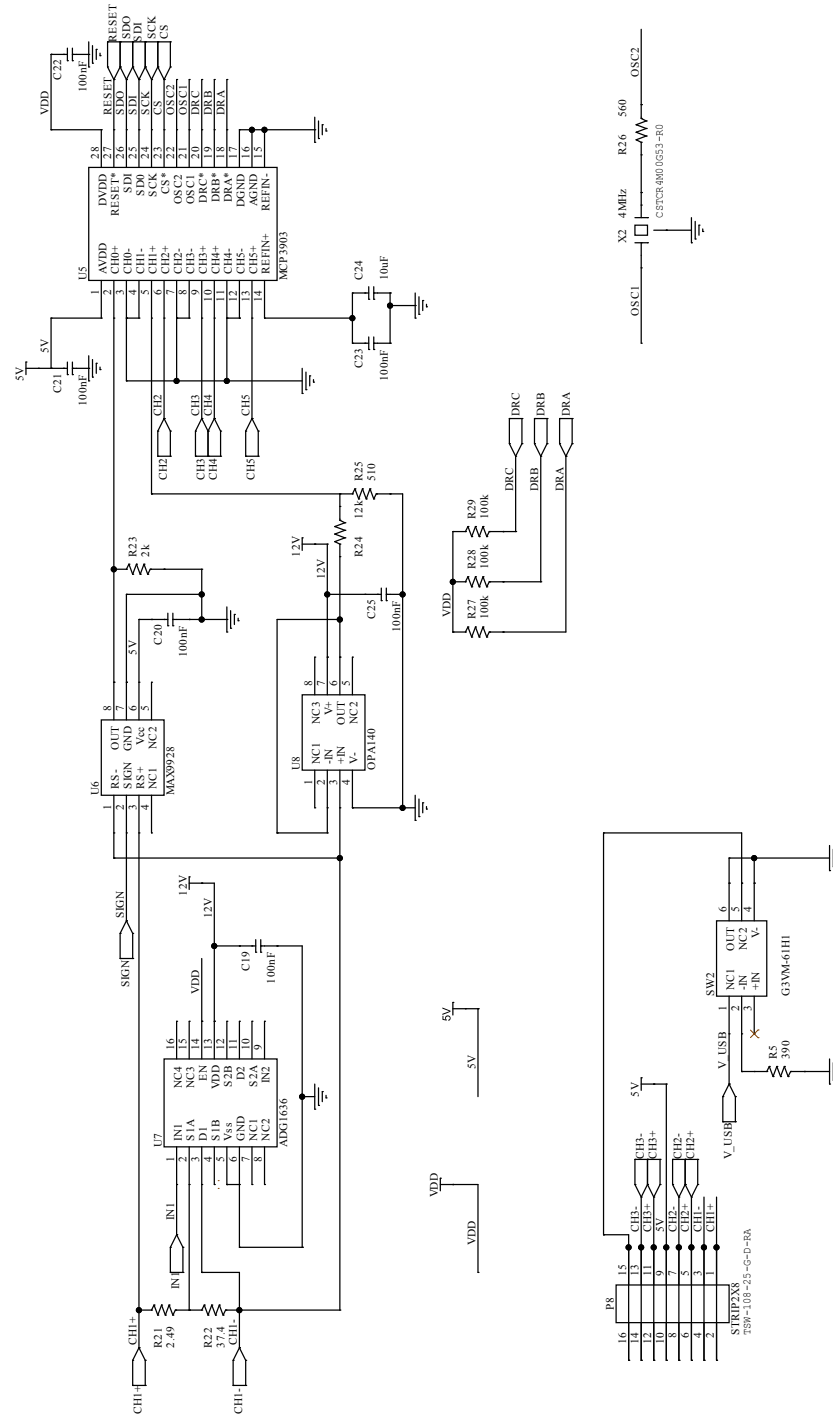 CH1+
CH1+
R21
2.49
R22
37.4
CH1-
CH1-
IN1
IN1
U7
1 IN1 NC4 16
2 S1A NC3 15
3 D1 EN 14
4 S1B VDD 13
5 Vss S2B 12
6 GND D2 11
7 NC1 S2A 10
8 NC2 IN2 9
ADG1636
VDD
12V
12V
C19
100nF
SIGN
SIGN
U6
1 RS- OUT 8
2 SIGN GND 7
3 RS+ Vcc 6
4 NC1 NC2 5
MAX9928
5V
C20
100nF
R23
2k
U8
1 NC1 NC3 8
2 -IN V+ 7
3 +IN OUT 6
4 V- NC2 5
OPA140
12V
12V
C25
100nF
R24
12k
R25
510
5V
5V
C21
100nF
CH2
CH2
CH3
CH3
CH4
CH4
CH5
CH5
U5
1 AVDD DVDD 28
2 CH0+ RESET* 27
3 CH0- SDI 26
4 CH1- SD0 25
5 CH1+ SCK 24
6 CH2+ CS* 23
7 CH2- OSC2 22
8 CH3- OSC1 21
9 CH3+ DRC* 20
10 CH4+ DRB* 19
11 CH4- DRA* 18
12 CH5- DGND 17
13 CH5+ AGND 16
14 REFIN+ REFIN- 15
MCP3903
C23
100nF
C24
10uF
VDD
C22
100nF
RESET RESET
SDO SDO
SDI SDI
SCK SCK
CS CS
OSC2
OSC1
DRC
DRB
DRA
VDD
VDD
5V
5V
VDD
R27
100k
R28
100k
R29
100k
DRC DRC
DRB DRB
DRA DRA
P8
16 15
14 13
12 11
10 9
8 7
6 5
4 3
2 1
STRIP2X8
TSW-108-25-G-D-RA
CH3- CH3-
CH3+ CH3+
5V
5V
CH2- CH2-
CH2+ CH2+
CH1-
CH1+
V_USB
V_USB
R5
390
SW2
1 NC1 OUT 6
2 -IN NC2 5
3 +IN V- 4
G3VM-61H1
OSC1
X2
4MHz
CSTCR4M00G53-R0
R26
560
OSC2